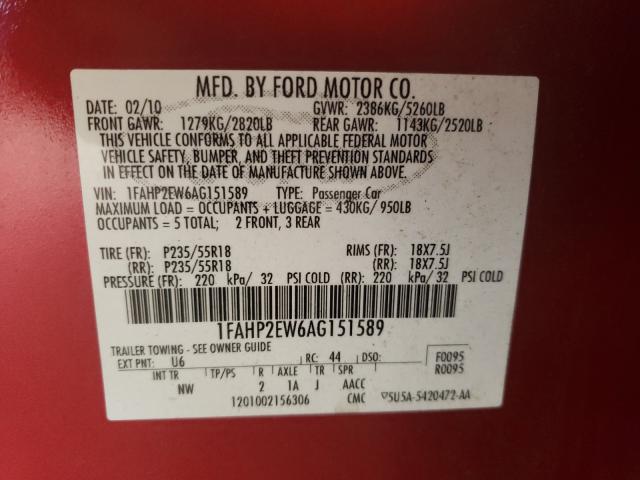 MFD. BY FORD MOTOR CO.
DATE: 02/10 GVWR: 2386KG/5260LB
FRONT GAWR: 1279KG/2820LB REAR GAWR: 1143KG/2520LB
THIS VEHICLE CONFORMS TO ALL APPLICABLE FEDERAL MOTOR
VEHICLE SAFETY, BUMPER, AND THEFT PREVENTION STANDARDS
IN EFFECT ON THE DATE OF MANUFACTURE SHOWN ABOVE.
VIN: 1FAHP2EW6AG151589 TYPE: Passenger Car
MAXIMUM LOAD = OCCUPANTS + LUGGAGE = 430KG/ 950LB
OCCUPANTS = 5 TOTAL; 2 FRONT, 3 REAR
TIRE (FR): P235/55R18 RIMS (FR): 18X7.5J
(RR): P235/55R18 (RR): 18X7.5J
PRESSURE (FR): 220 kPa/ 32 PSI COLD (RR): 220 kPa/ 32 PSI COLD
1FAHP2EW6AG151589
TRAILER TOWING - SEE OWNER GUIDE
EXT PNT: U6 RC: 44 DSO: F0095
R0095
INT TR TP/PS R AXLE TR SPR
NW 2 1A J AACC
1201002156306 CMC 5U5A-5420472-AA